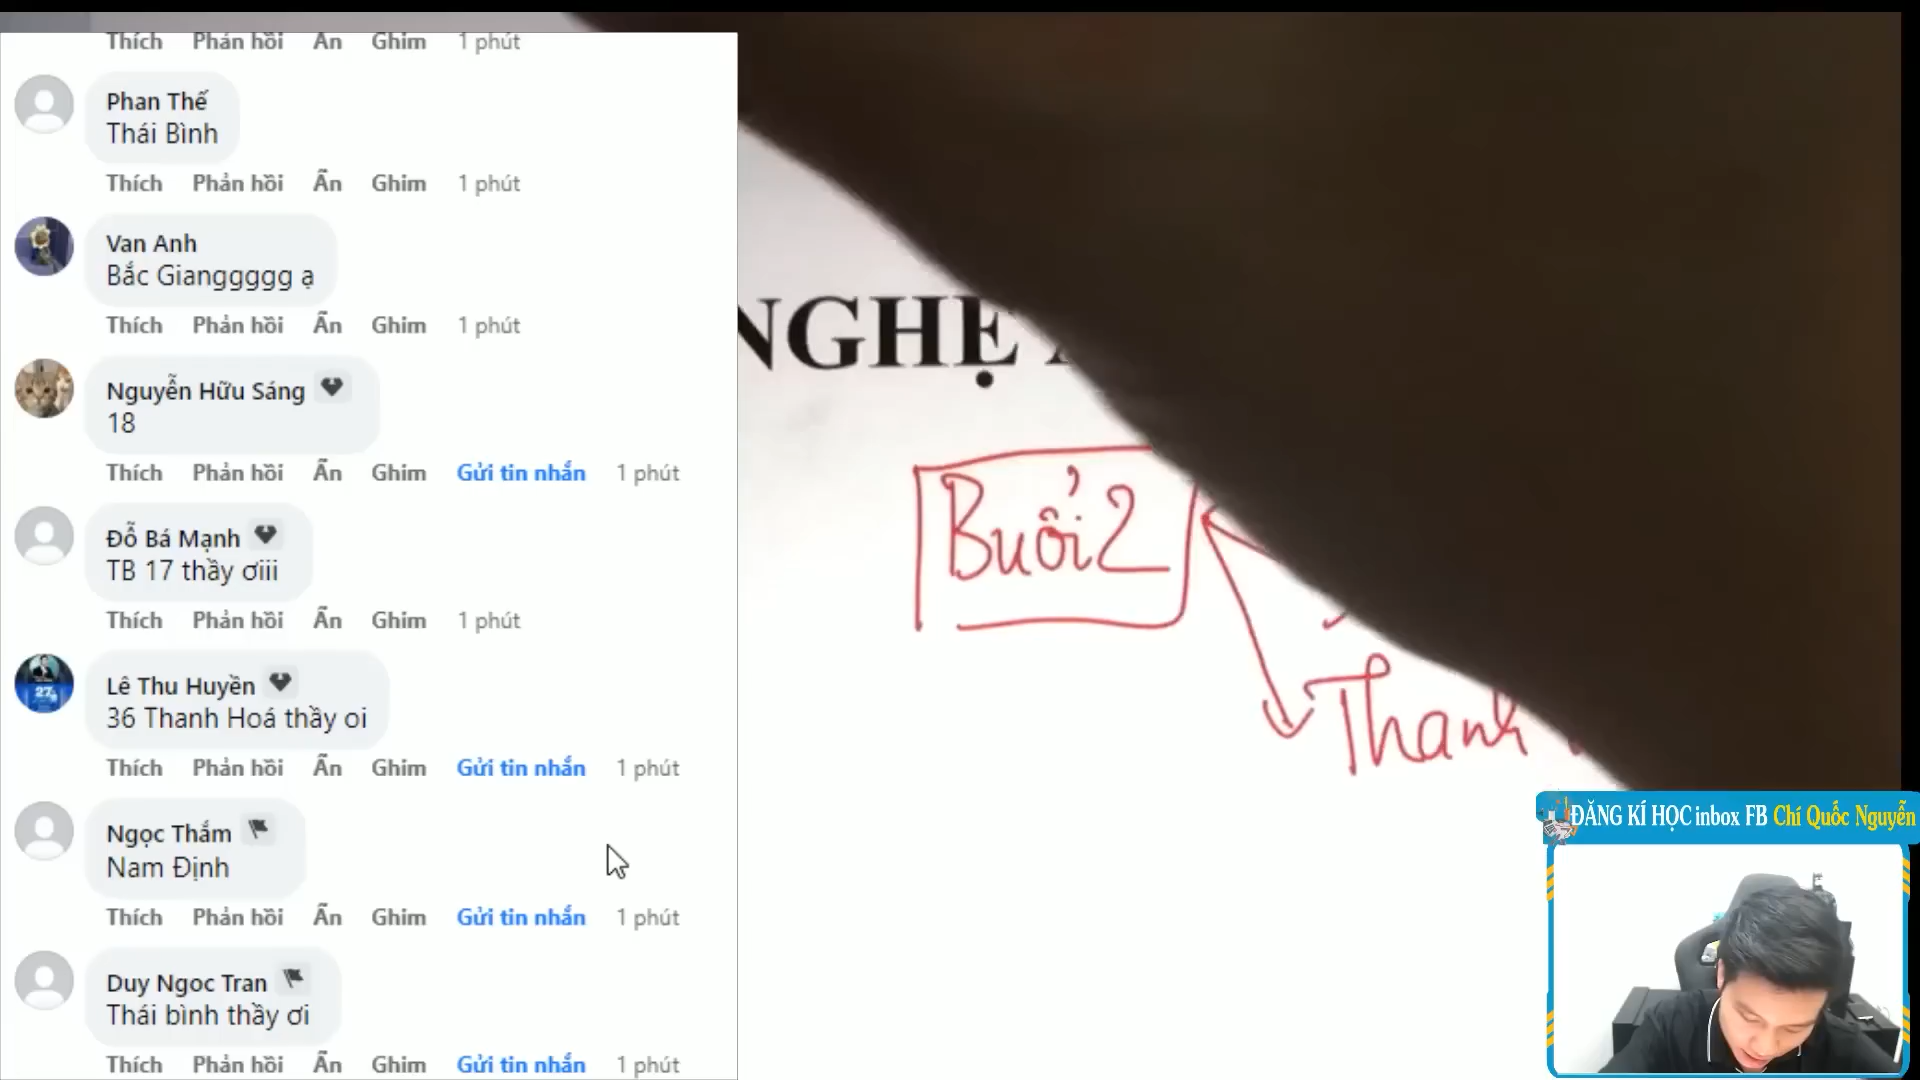 Thích Phản hồi Ẩn Ghim 1 phút
Phan Thế
Thái Bình
Thích Phản hồi Ẩn Ghim 1 phút
Van Anh
Bắc Gianggggg ạ
Thích Phản hồi Ẩn Ghim 1 phút
Nguyễn Hữu Sáng
18
Thích Phản hồi Ẩn Ghim Gửi tin nhắn 1 phút
Đỗ Bá Mạnh
TB 17 thầy ơiii
Thích Phản hồi Ẩn Ghim 1 phút
Lê Thu Huyền
36 Thanh Hoá thầy oi
Thích Phản hồi Ẩn Ghim Gửi tin nhắn 1 phút
Ngọc Thắm
Nam Định
Thích Phản hồi Ẩn Ghim Gửi tin nhắn 1 phút
Duy Ngoc Tran
Thái bình thầy ơi
Thích Phản hồi Ẩn Ghim Gửi tin nhắn 1 phút
NGHỆ
Buổi 2
Thanh
ĐĂNG KÍ HỌC inbox FB Chí Quốc Nguyễn